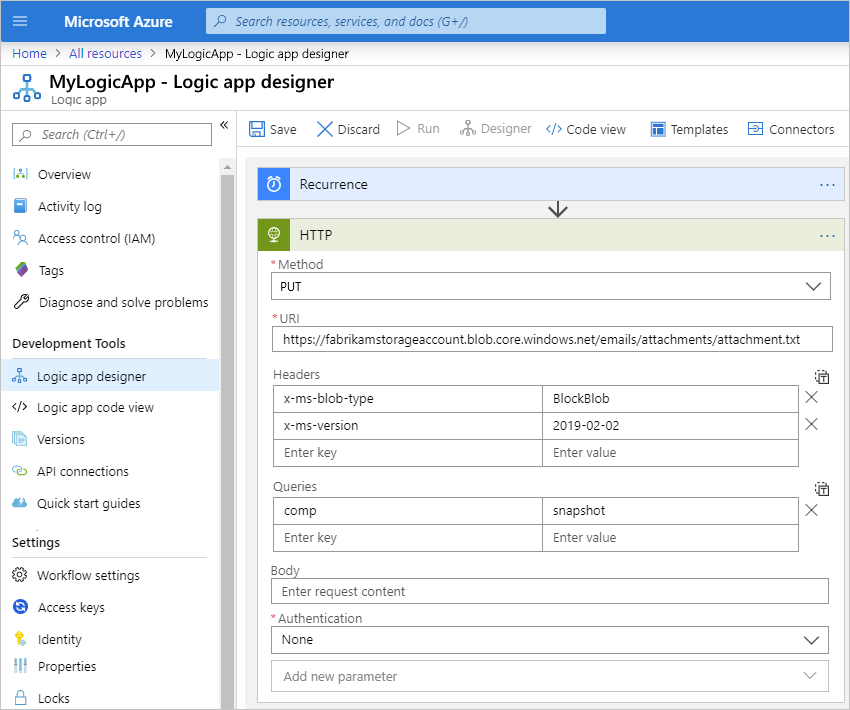 Microsoft Azure
Search resources, services, and docs (G+/)
Home > All resources > MyLogicApp - Logic app designer
MyLogicApp - Logic app designer
Logic app
Search (Ctrl+/)
«
Overview
Activity log
Access control (IAM)
Tags
Diagnose and solve problems
Development Tools
Logic app designer
Logic app code view
Versions
API connections
Quick start guides
Settings
Workflow settings
Access keys
Identity
Properties
Locks
Save Discard Run Designer </> Code view Templates Connectors
Recurrence ...
HTTP ...
* Method
PUT
* URI
https://fabrikamstorageaccount.blob.core.windows.net/emails/attachments/attachment.txt
Headers
x-ms-blob-type BlockBlob
x-ms-version 2019-02-02
Enter key Enter value
Queries
comp snapshot
Enter key Enter value
Body
Enter request content
* Authentication
None
Add new parameter